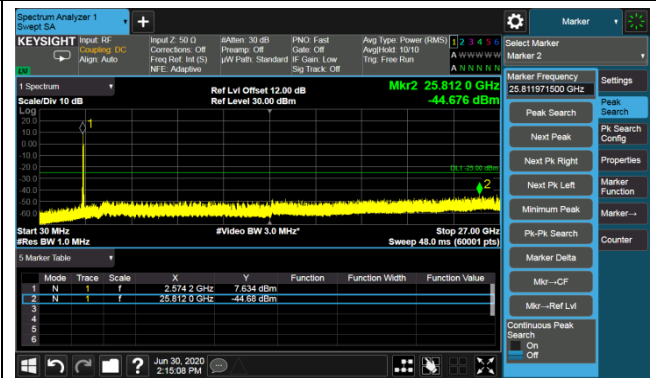 Spectrum Analyzer 1
Swept SA
Marker
KEYSIGHT
Input: RF
Coupling: DC
Align: Auto
Input Z: 50 Ω
Corrections: Off
Freq Ref: Int (S)
NFE: Adaptive
#Atten: 30 dB
Preamp: Off
µW Path: Standard
PNO: Fast
Gate: Off
IF Gain: Low
Sig Track: Off
Avg Type: Power (RMS)
Avg|Hold: 10/10
Trig: Free Run
1 2 3 4 5 6
A W W W W W
A N N N N N
LXI
Select Marker
Marker 2
1 Spectrum
Scale/Div 10 dB
Log
Ref Lvl Offset 12.00 dB
Ref Level 30.00 dBm
Mkr2 25.812 0 GHz
-44.676 dBm
20.0
10.0
0.00
-10.0
-20.0
-30.0
-40.0
-50.0
-60.0
1
DL1 -25.00 dBm
2
Start 30 MHz
#Res BW 1.0 MHz
#Video BW 3.0 MHz*
Stop 27.00 GHz
Sweep 48.0 ms (60001 pts)
5 Marker Table
Mode Trace Scale X Y Function Function Width Function Value
1 N 1 f 2.574 2 GHz 7.634 dBm
2 N 1 f 25.812 0 GHz -44.68 dBm
3
4
5
6
Marker Frequency
25.811971500 GHz
Peak Search
Next Peak
Next Pk Right
Next Pk Left
Minimum Peak
Pk-Pk Search
Marker Delta
Mkr→CF
Mkr→Ref Lvl
Continuous Peak
Search
On
Off
Settings
Peak
Search
Pk Search
Config
Properties
Marker
Function
Marker→
Counter
Jun 30, 2020
2:15:08 PM